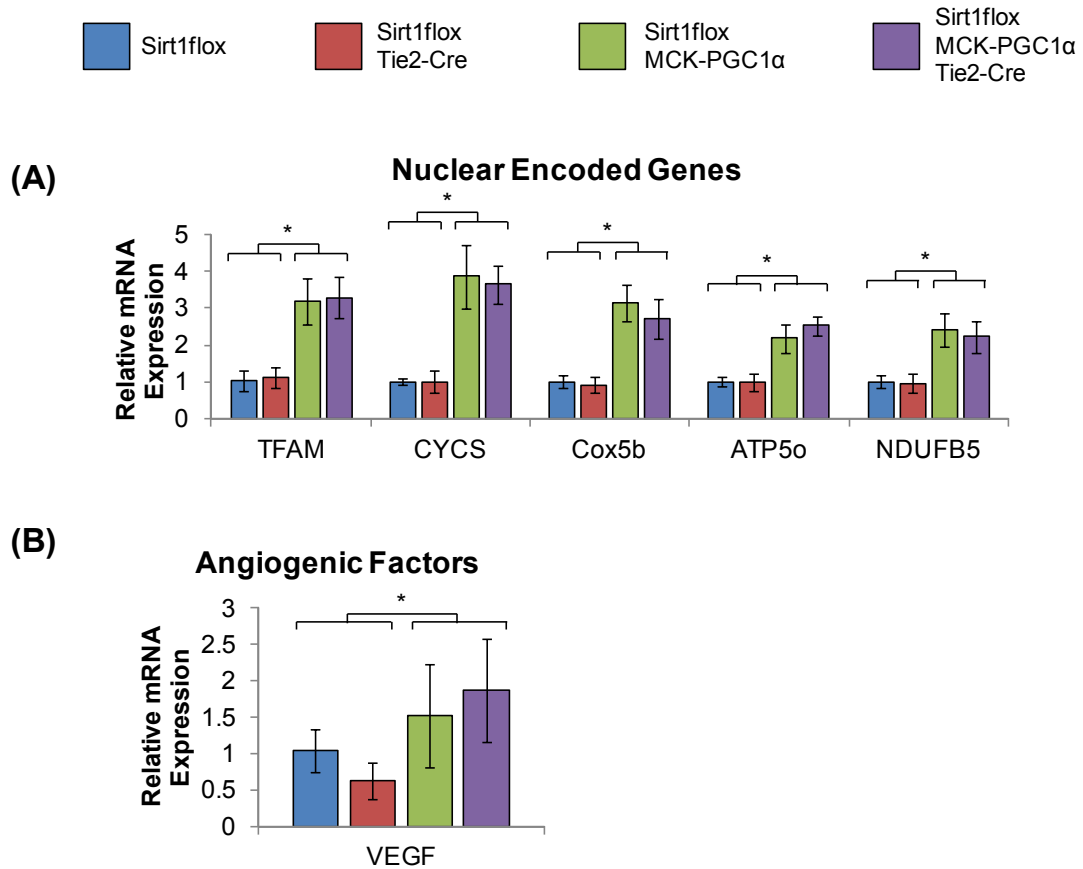 Sirt1flox
Sirt1flox
Tie2-Cre
Sirt1flox
MCK-PGC1α
Sirt1flox
MCK-PGC1α
Tie2-Cre
(A)
Nuclear Encoded Genes
Relative mRNA
Expression
* * * * *
5
4
3
2
1
0
TFAM CYCS Cox5b ATP5o NDUFB5
(B)
Angiogenic Factors
Relative mRNA
Expression
*
3
2.5
2
1.5
1
0.5
0
VEGF